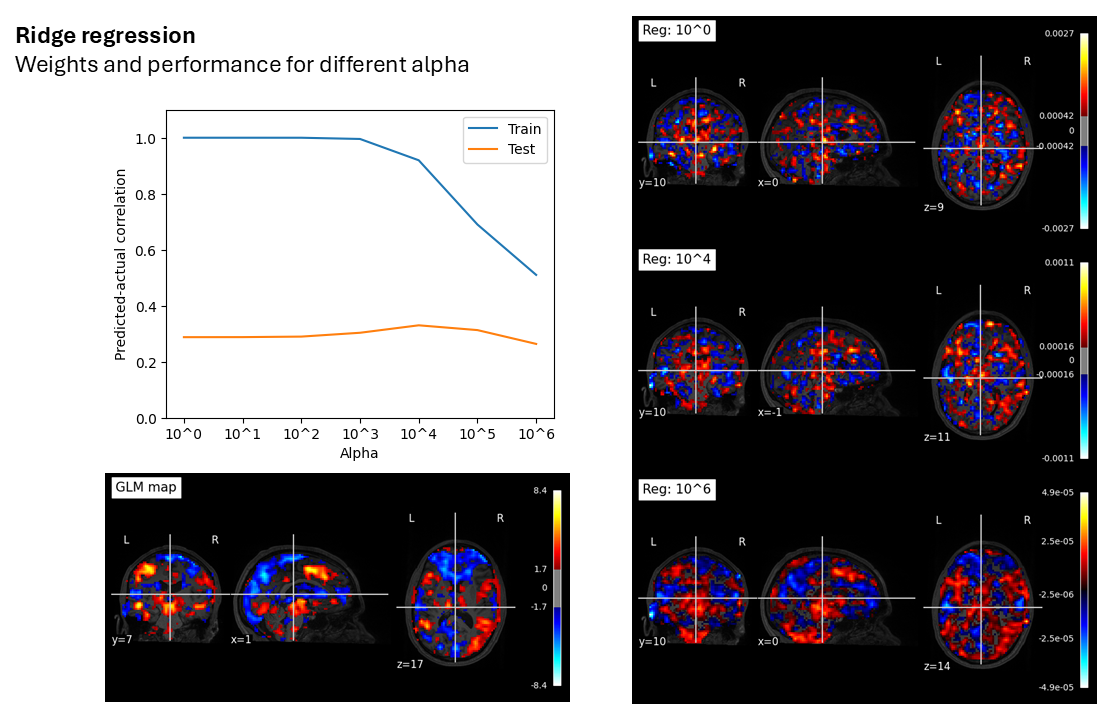 Ridge regression
Weights and performance for different alpha
Predicted-actual correlation
1.0
0.8
0.6
0.4
0.2
0.0
Train
Test
10^0 10^1 10^2 10^3 10^4 10^5 10^6
Alpha
GLM map
L R
L R
y=7
x=1
z=17
8.4
1.7
0
-1.7
-8.4
Reg: 10^0
L R
L R
y=10
x=0
z=9
0.0027
0.00042
0
-0.00042
-0.0027
Reg: 10^4
L R
L R
y=10
x=-1
z=11
0.0011
0.00016
0
-0.00016
-0.0011
Reg: 10^6
L R
L R
y=10
x=0
z=14
4.9e-05
2.5e-05
-2.5e-06
-2.5e-05
-4.9e-05